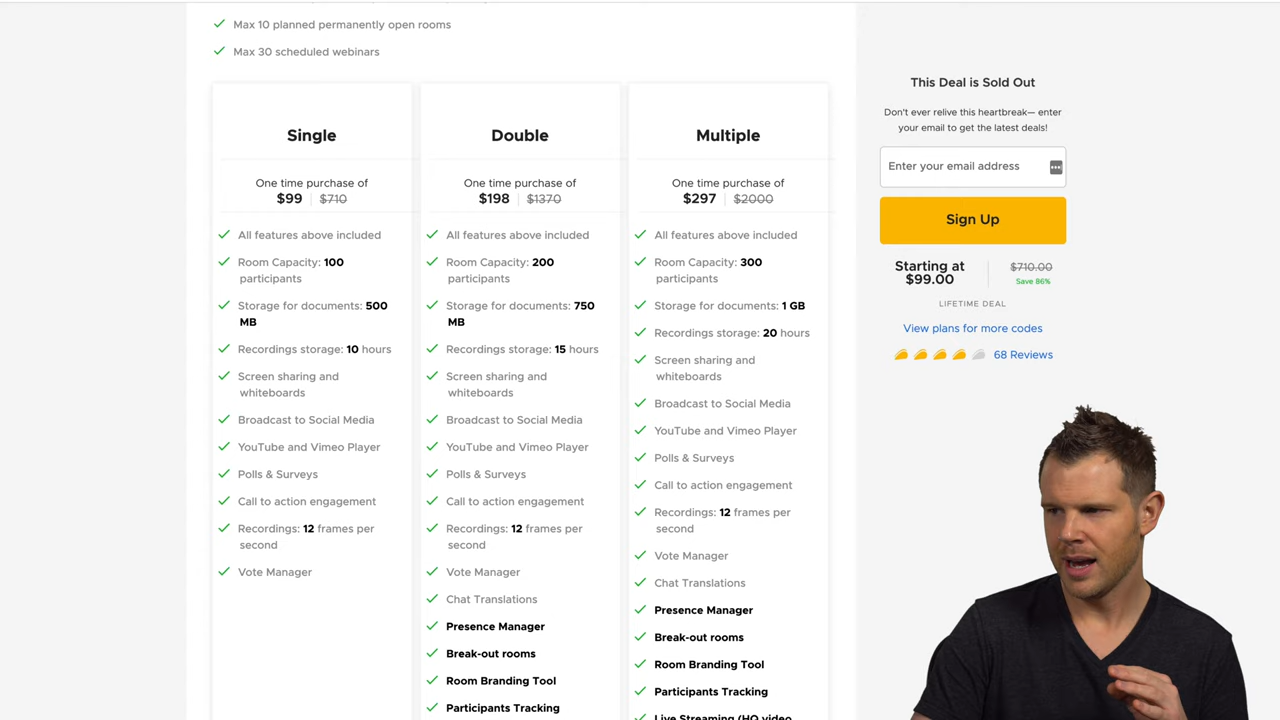 Max 10 planned permanently open rooms
Max 30 scheduled webinars
Single
One time purchase of
$99 $710
All features above included
Room Capacity: 100
participants
Storage for documents: 500
MB
Recordings storage: 10 hours
Screen sharing and
whiteboards
Broadcast to Social Media
YouTube and Vimeo Player
Polls & Surveys
Call to action engagement
Recordings: 12 frames per
second
Vote Manager
Double
One time purchase of
$198 $1370
All features above included
Room Capacity: 200
participants
Storage for documents: 750
MB
Recordings storage: 15 hours
Screen sharing and
whiteboards
Broadcast to Social Media
YouTube and Vimeo Player
Polls & Surveys
Call to action engagement
Recordings: 12 frames per
second
Vote Manager
Chat Translations
Presence Manager
Break-out rooms
Room Branding Tool
Participants Tracking
Multiple
One time purchase of
$297 $2000
All features above included
Room Capacity: 300
participants
Storage for documents: 1 GB
Recordings storage: 20 hours
Screen sharing and
whiteboards
Broadcast to Social Media
YouTube and Vimeo Player
Polls & Surveys
Call to action engagement
Recordings: 12 frames per
second
Vote Manager
Chat Translations
Presence Manager
Break-out rooms
Room Branding Tool
Participants Tracking
Live Streaming (HQ video
This Deal is Sold Out
Don't ever relive this heartbreak— enter
your email to get the latest deals!
Enter your email address
Sign Up
Starting at
$99.00
$710.00
Save 86%
LIFETIME DEAL
View plans for more codes
68 Reviews